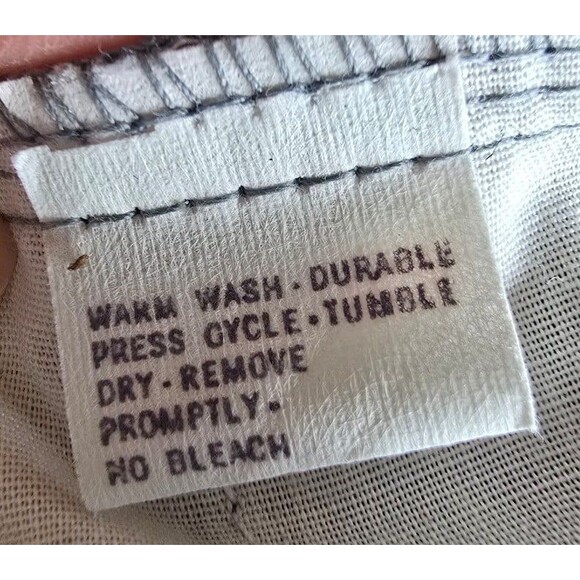 WARM WASH·DURABLE
PRESS CYCLE·TUMBLE
DRY-REMOVE
PROMPTLY·
NO BLEACH